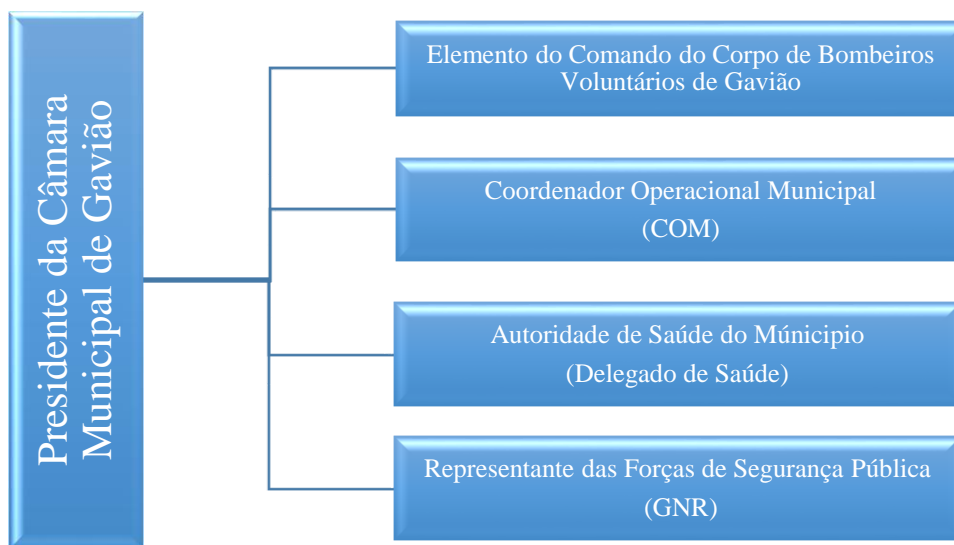 Presidente da Câmara
Municipal de Gavião
Elemento do Comando do Corpo de Bombeiros
Voluntários de Gavião
Coordenador Operacional Municipal
(COM)
Autoridade de Saúde do Múnicipio
(Delegado de Saúde)
Representante das Forças de Segurança Pública
(GNR)